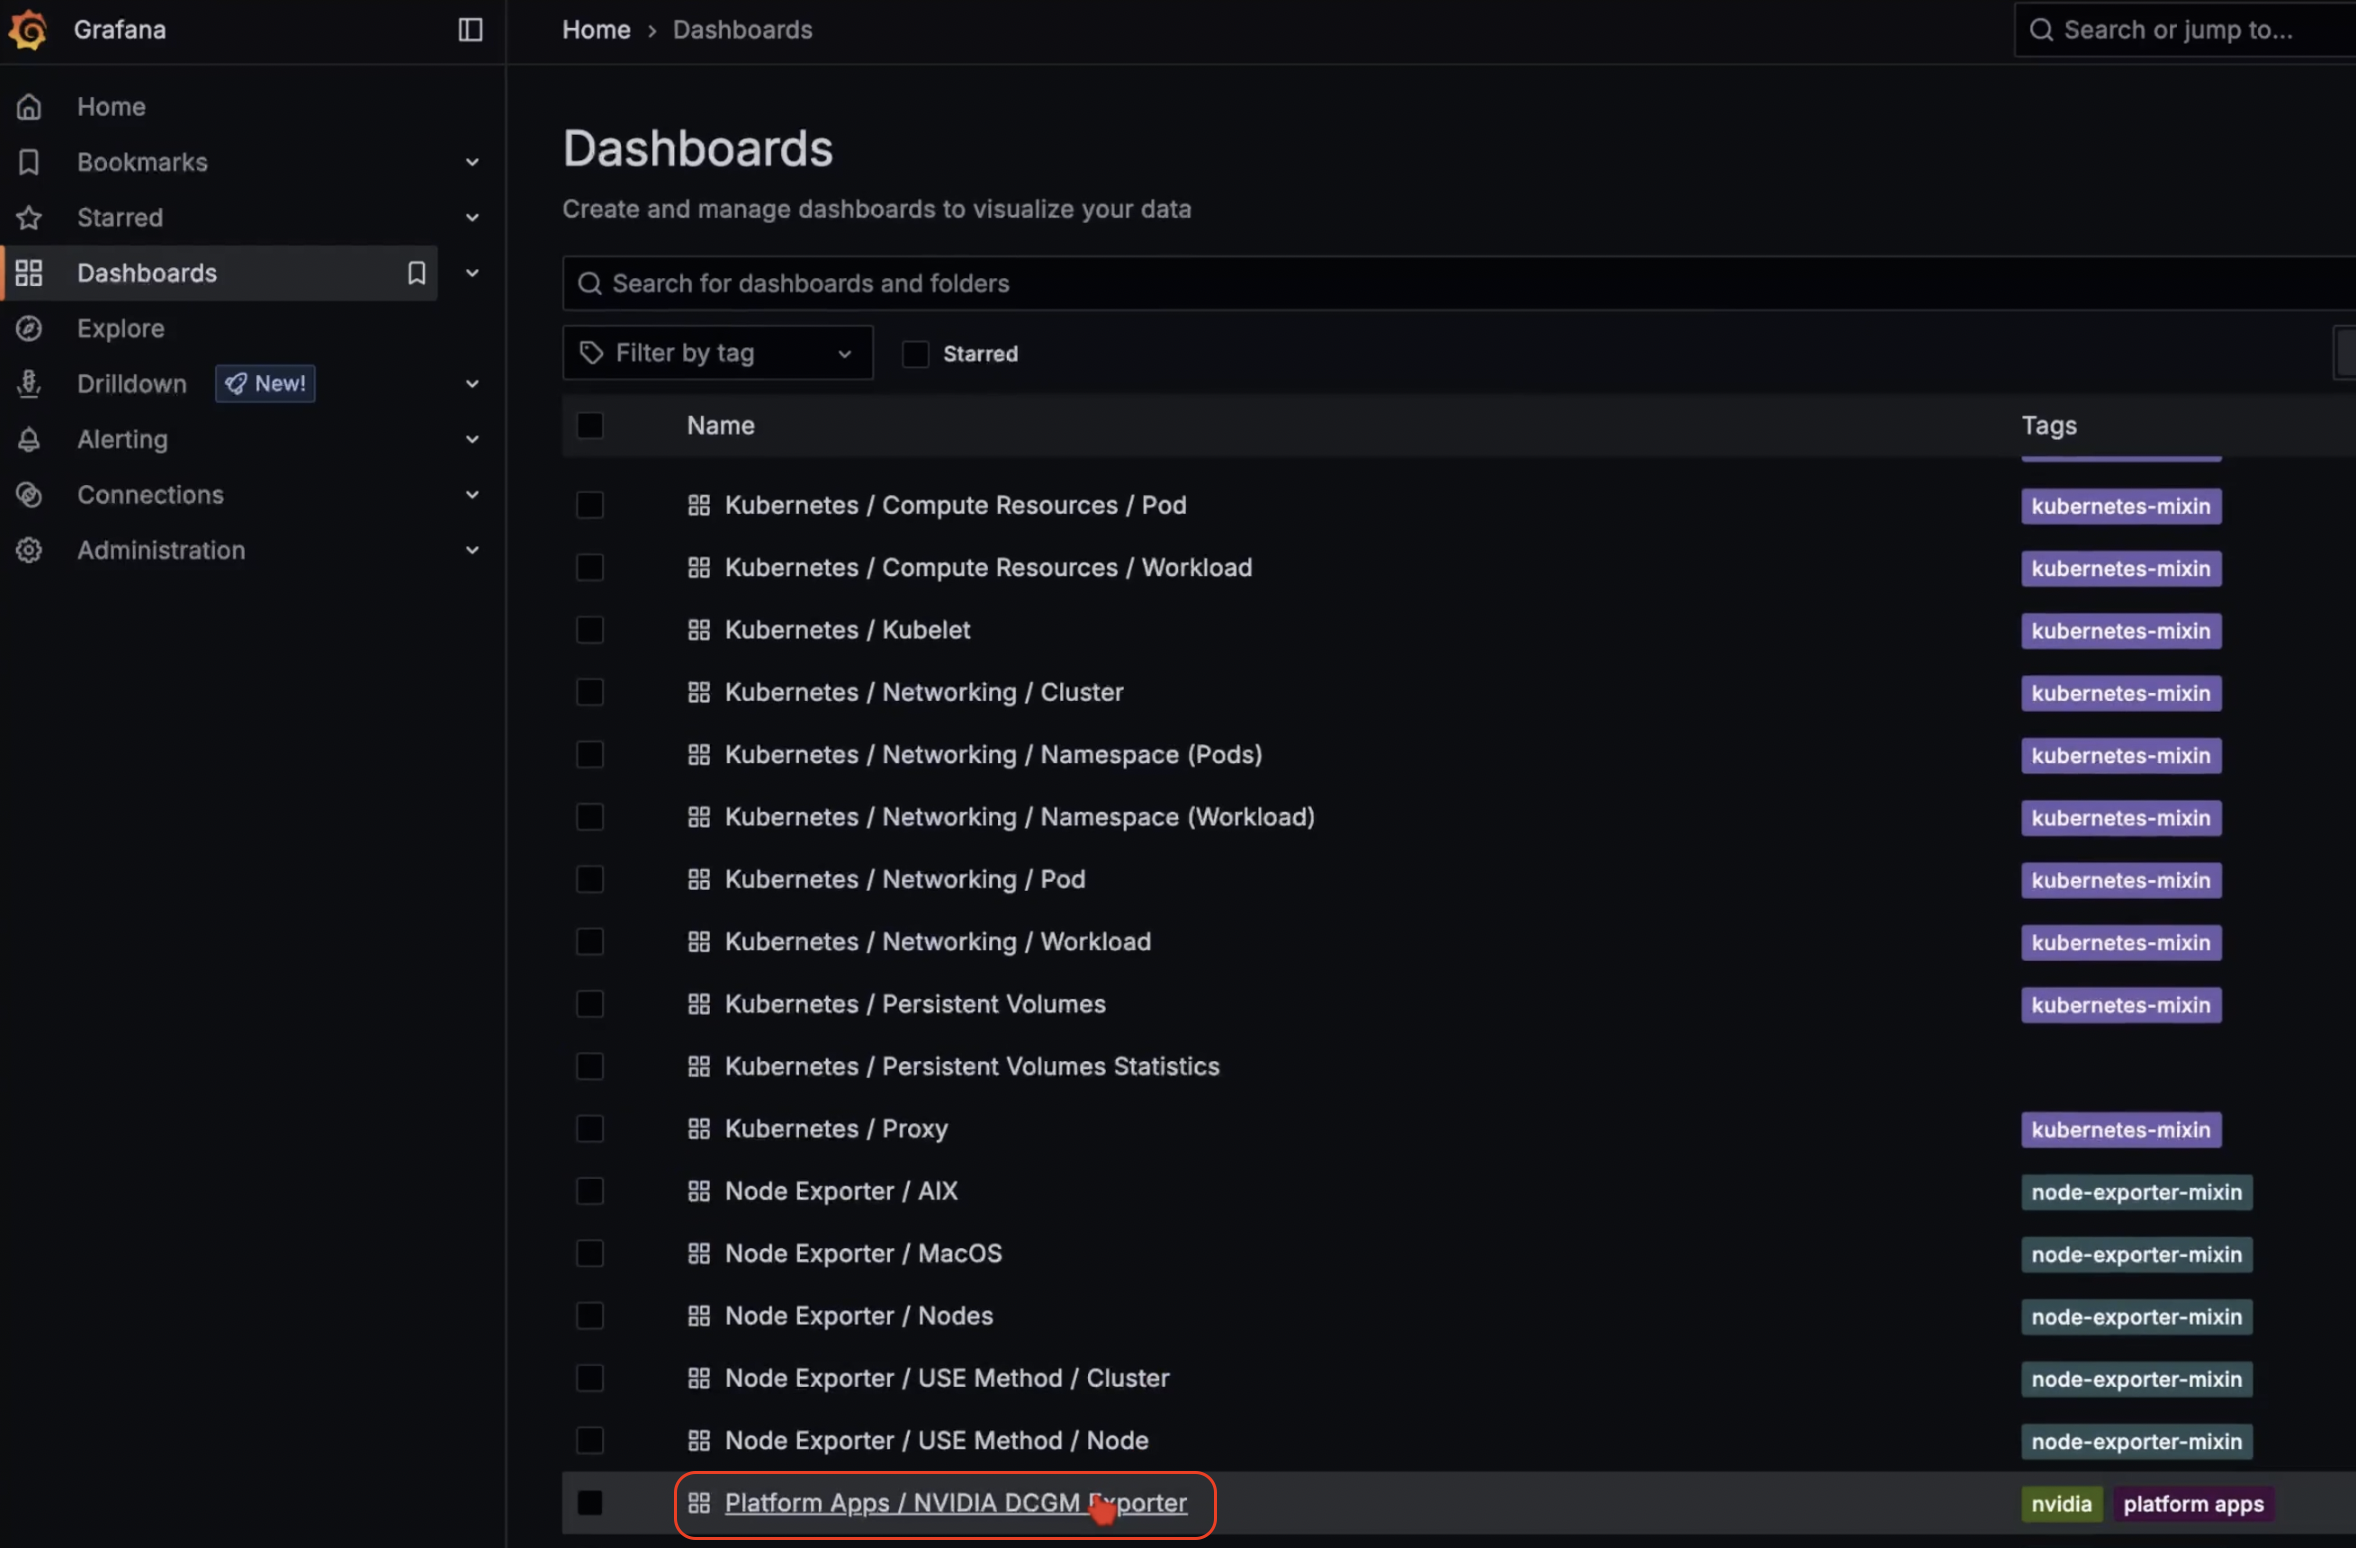 Grafana
Home › Dashboards
Search or jump to...
Home
Bookmarks
Starred
Dashboards
Explore
Drilldown New!
Alerting
Connections
Administration
Dashboards
Create and manage dashboards to visualize your data
Search for dashboards and folders
Filter by tag Starred
Name Tags
Kubernetes / Compute Resources / Pod kubernetes-mixin
Kubernetes / Compute Resources / Workload kubernetes-mixin
Kubernetes / Kubelet kubernetes-mixin
Kubernetes / Networking / Cluster kubernetes-mixin
Kubernetes / Networking / Namespace (Pods) kubernetes-mixin
Kubernetes / Networking / Namespace (Workload) kubernetes-mixin
Kubernetes / Networking / Pod kubernetes-mixin
Kubernetes / Networking / Workload kubernetes-mixin
Kubernetes / Persistent Volumes kubernetes-mixin
Kubernetes / Persistent Volumes Statistics
Kubernetes / Proxy kubernetes-mixin
Node Exporter / AIX node-exporter-mixin
Node Exporter / MacOS node-exporter-mixin
Node Exporter / Nodes node-exporter-mixin
Node Exporter / USE Method / Cluster node-exporter-mixin
Node Exporter / USE Method / Node node-exporter-mixin
Platform Apps / NVIDIA DCGM Exporter nvidia platform apps